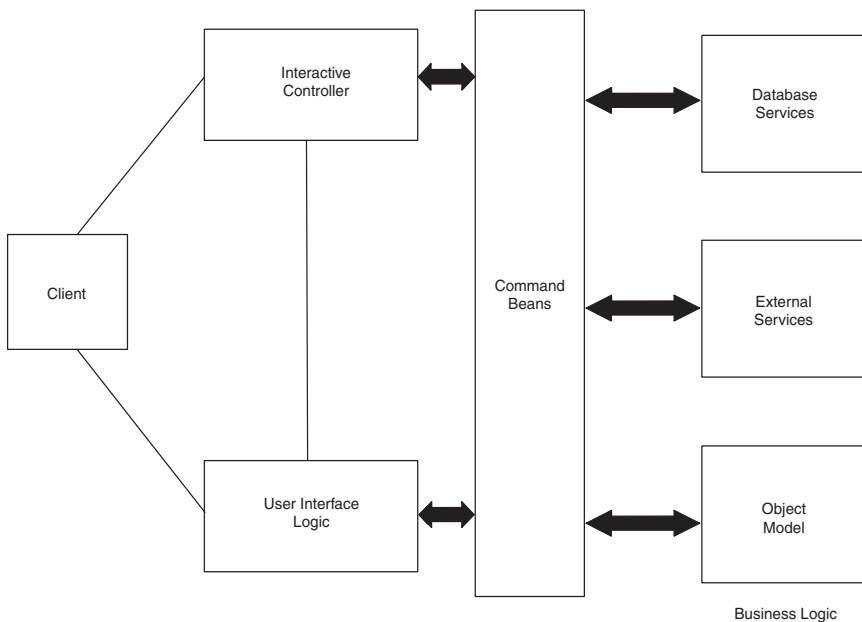 Interactive
Controller
Database
Services
Client
Command
Beans
External
Services
User Interface
Logic
Object
Model
Business Logic